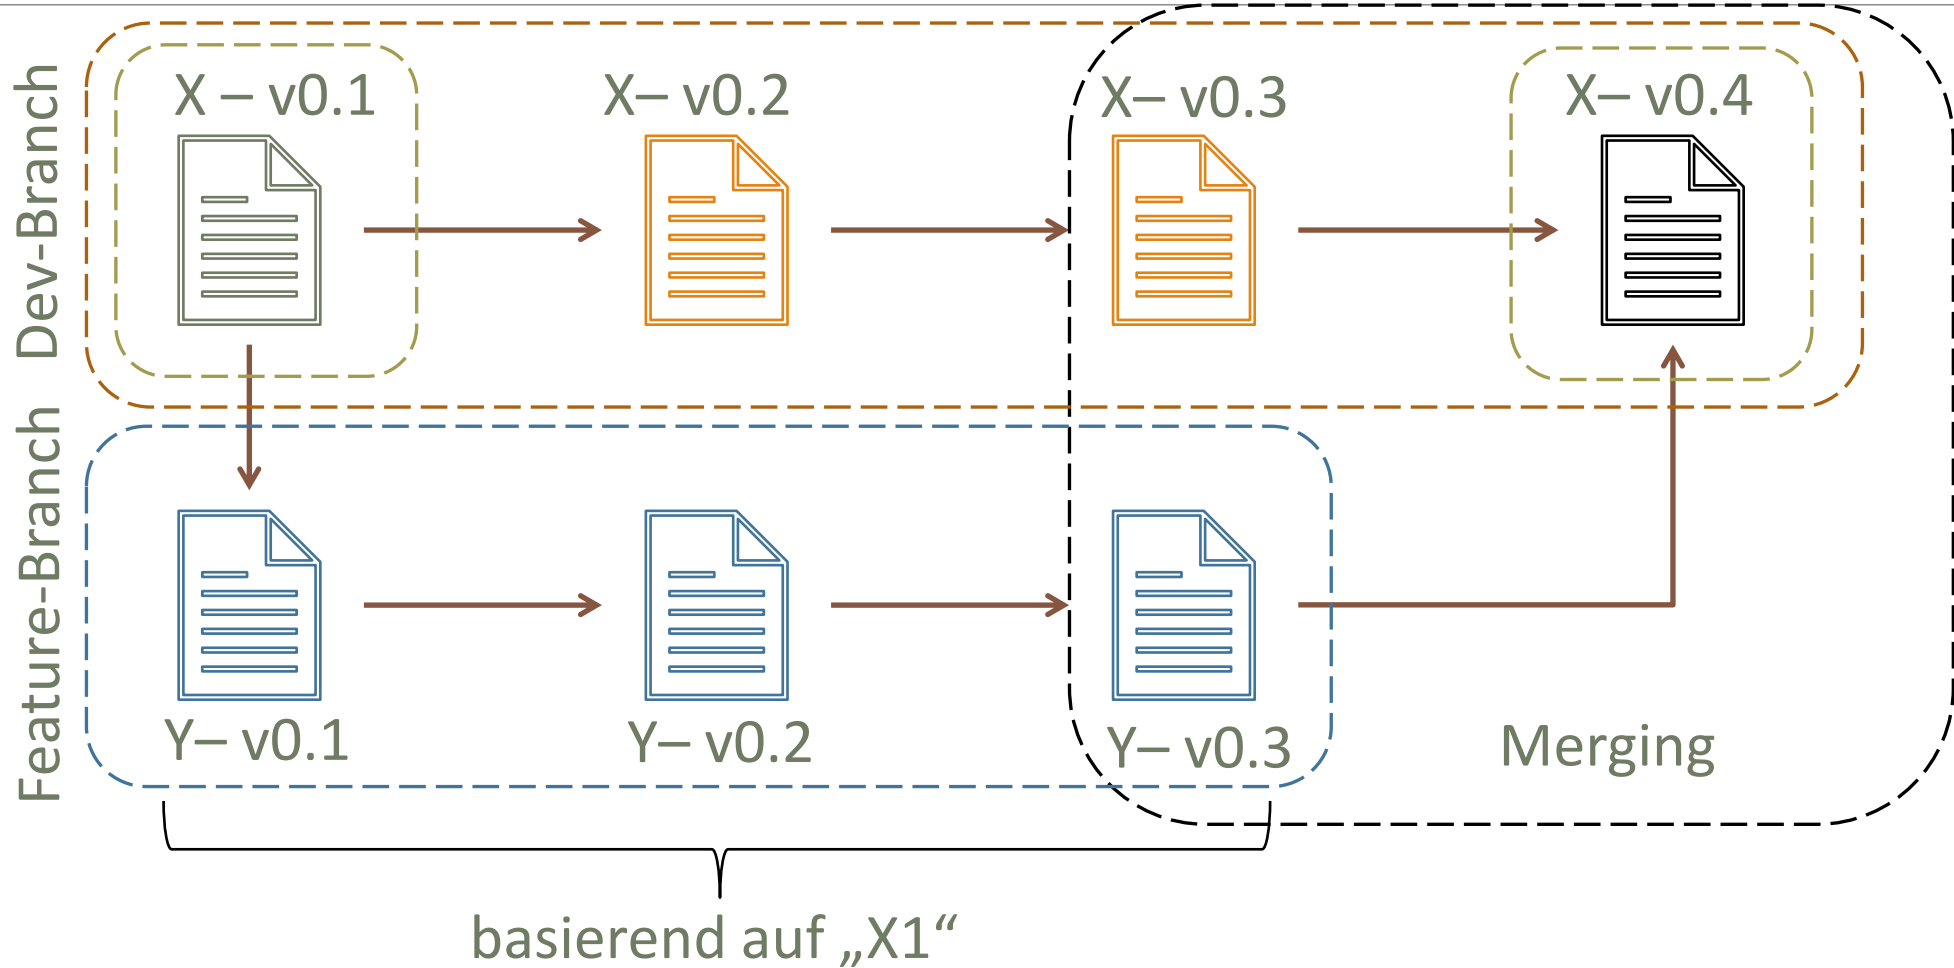 Dev-Branch
X – v0.1
X– v0.2
X– v0.3
X– v0.4
Feature-Branch
Y– v0.1
Y– v0.2
Y– v0.3
Merging
basierend auf „X1“